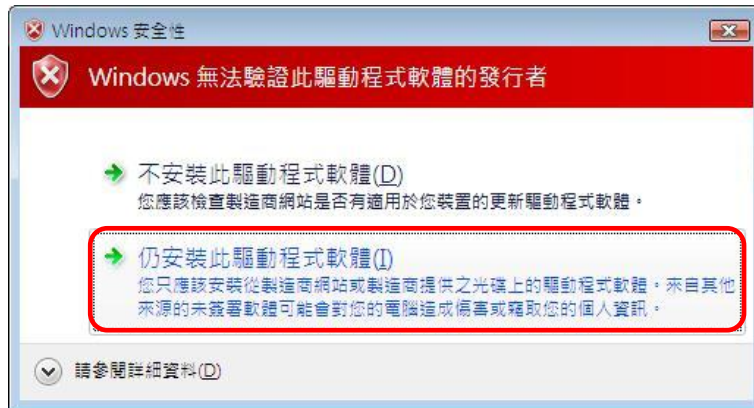 Windows 安全性
Windows 無法驗證此驅動程式軟體的發行者
不安裝此驅動程式軟體(D)
您應該檢查製造商網站是否有適用於您裝置的更新驅動程式軟體。
仍安裝此驅動程式軟體(I)
您只應該安裝從製造商網站或製造商提供之光碟上的驅動程式軟體。來自其他
來源的未簽署軟體可能會對您的電腦造成傷害或竊取您的個人資訊。
請參閱詳細資料(D)